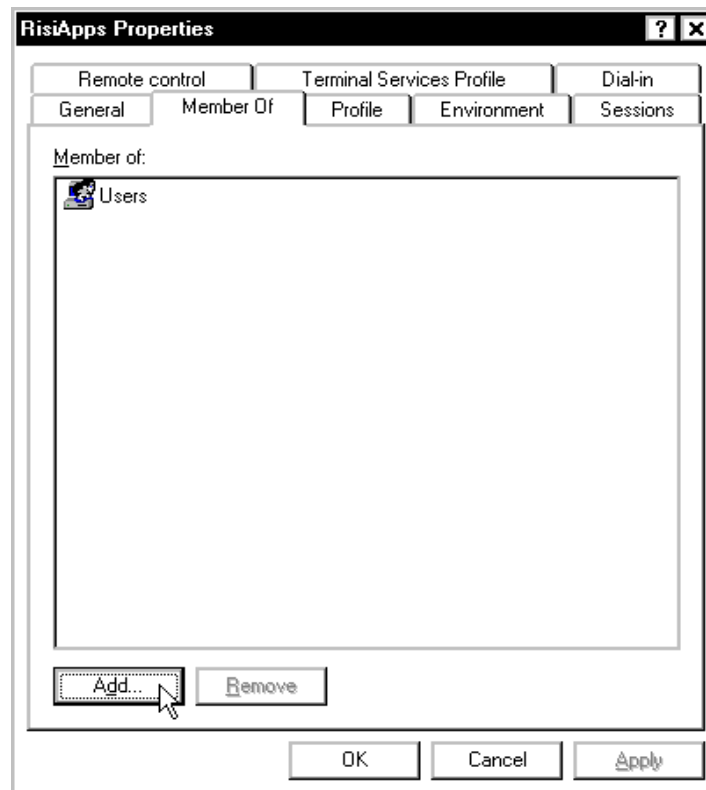 RisiApps Properties
Remote control Terminal Services Profile Dial-in
General Member Of Profile Environment Sessions
Member of:
Users
Add... Remove
OK Cancel Apply